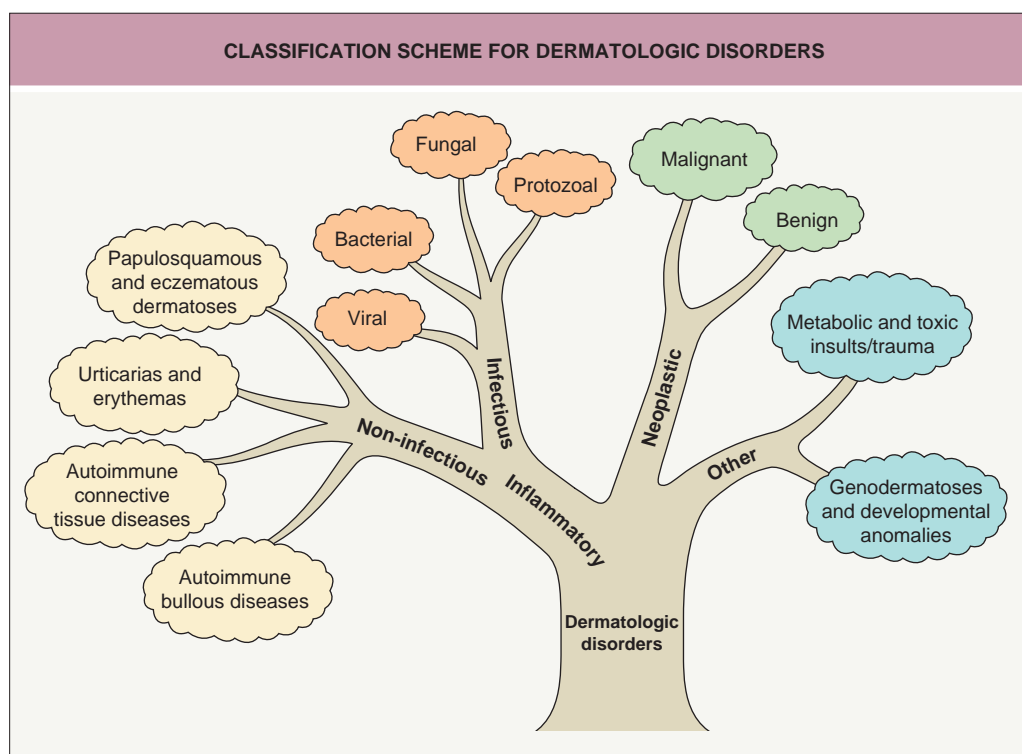 CLASSIFICATION SCHEME FOR DERMATOLOGIC DISORDERS
Fungal
Protozoal
Bacterial
Viral
Malignant
Benign
Papulosquamous
and eczematous
dermatoses
Urticarias and
erythemas
Autoimmune
connective
tissue diseases
Autoimmune
bullous diseases
Metabolic and toxic
insults/trauma
Genodermatoses
and developmental
anomalies
Infectious
Non-infectious
Inflammatory
Neoplastic
Other
Dermatologic
disorders